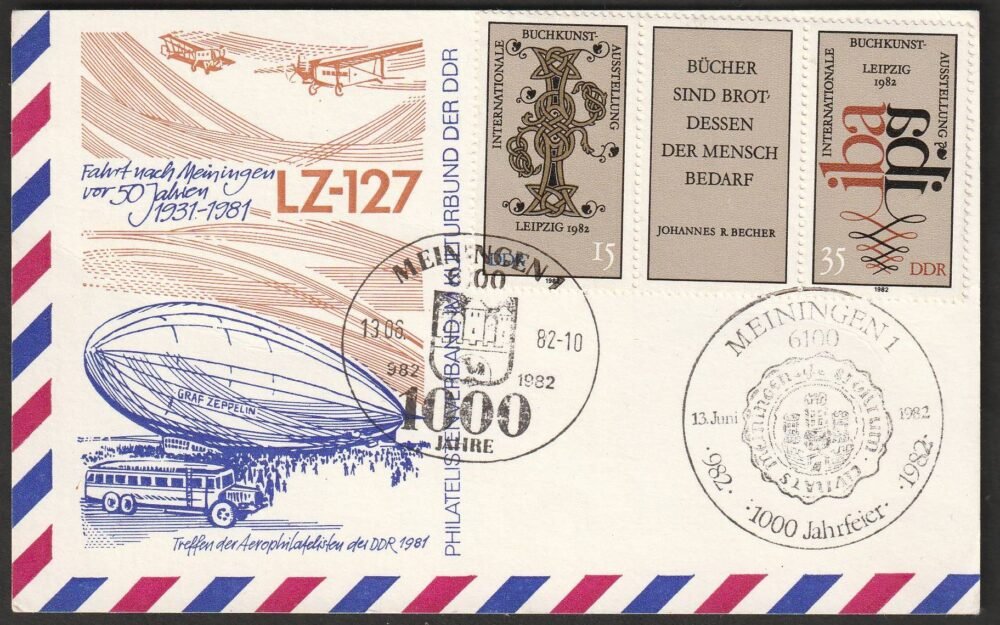 Fahrt nach Meiningen
vor 50 Jahren
1931-1981
LZ-127
GRAF ZEPPELIN
Treffen der Aerophilatelisten der DDR 1981
PHILATELISTENVERBAND IM KULTURBUND DER DDR
INTERNATIONALE
BUCHKUNST-
AUSSTELLUNG
LEIPZIG 1982
DDR
15
BÜCHER
SIND BROT,
DESSEN
DER MENSCH
BEDARF
JOHANNES R. BECHER
INTERNATIONALE
BUCHKUNST-
AUSSTELLUNG
LEIPZIG
1982
iba
iba
35
DDR
1982
MEININGEN 1
6100
13.06.
82-10
982
1982
1000
JAHRE
MEININGEN 1
6100
13. Juni
1982
·982·
·1000 Jahrfeier·
·1982·